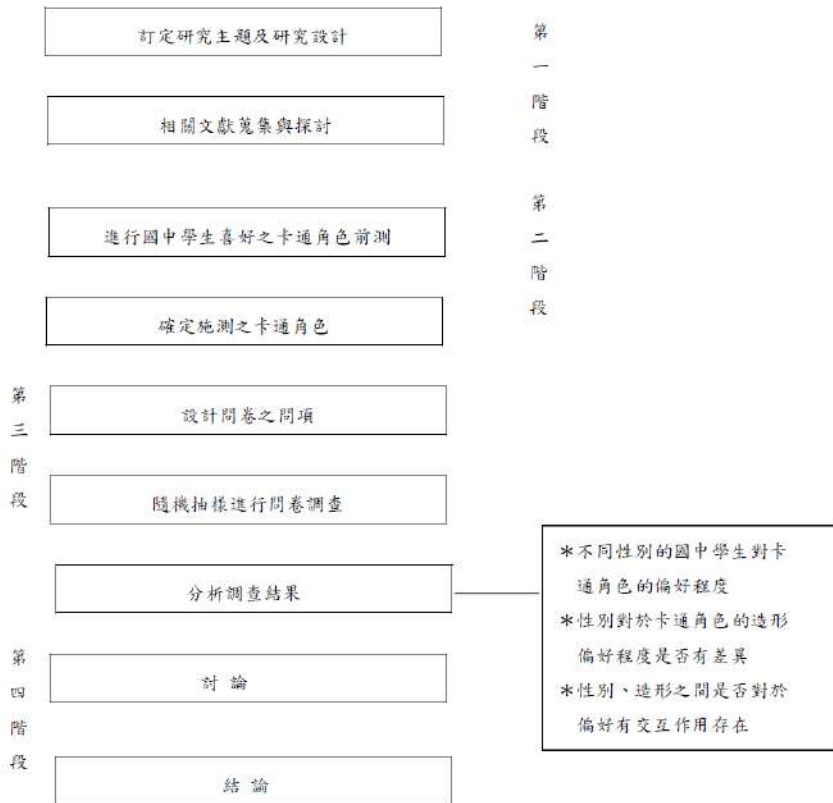 訂定研究主題及研究設計
第一階段
相關文獻蒐集與探討
進行國中學生喜好之卡通角色前測
第二階段
確定施測之卡通角色
第三階段
設計問卷之問項
隨機抽樣進行問卷調查
分析調查結果
＊不同性別的國中學生對卡
通角色的偏好程度
＊性別對於卡通角色的造形
偏好程度是否有差異
＊性別、造形之間是否對於
偏好有交互作用存在
第四階段
討 論
結 論